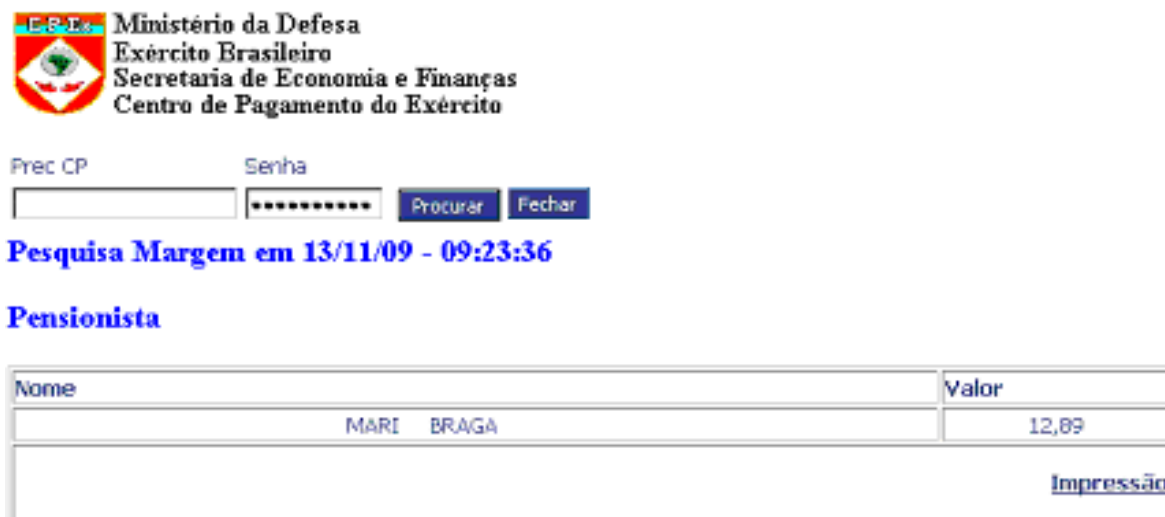 C P Ex
Ministério da Defesa
Exército Brasileiro
Secretaria de Economia e Finanças
Centro de Pagamento do Exército
Prec CP Senha
•••••••••• Procurar Fechar
Pesquisa Margem em 13/11/09 - 09:23:36
Pensionista
Nome Valor
MARI BRAGA 12,89
Impressão